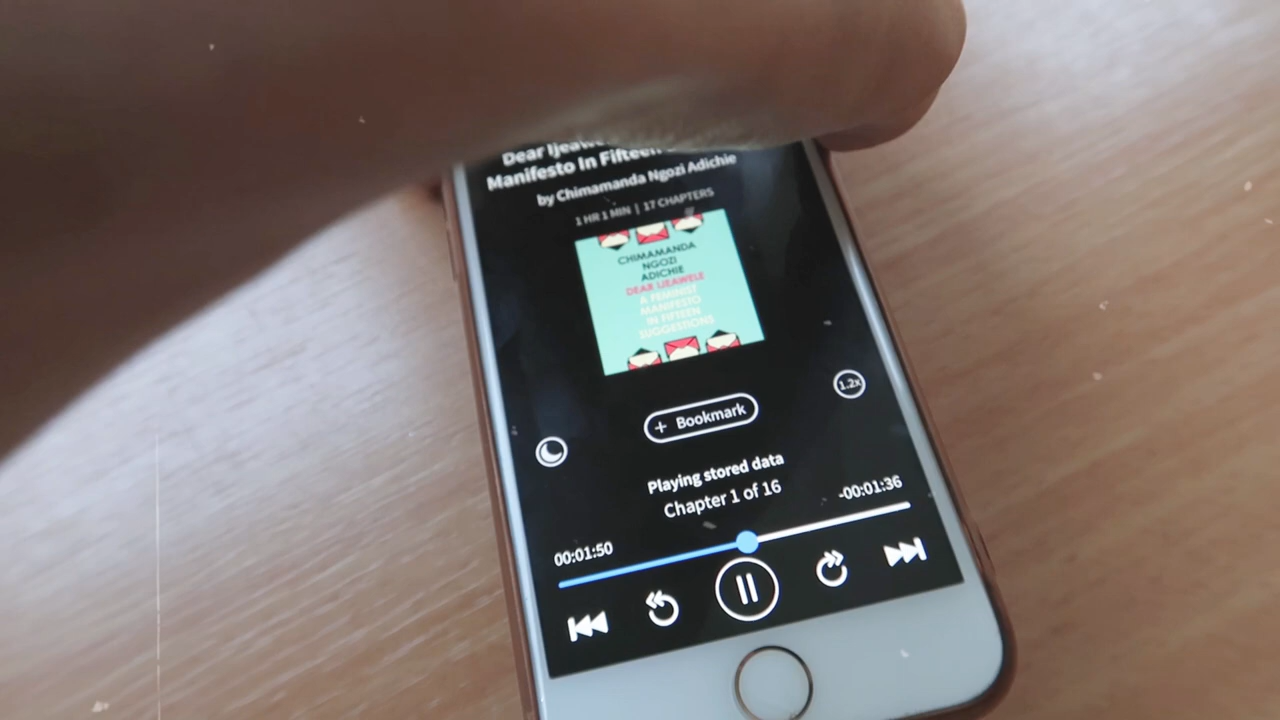 Dear Ijeawe
Manifesto In Fifteen
by Chimamanda Ngozi Adichie
1 HR 1 MIN | 17 CHAPTERS
CHIMAMANDA
NGOZI
ADICHIE
DEAR IJEAWELE
A FEMINIST
MANIFESTO
IN FIFTEEN
SUGGESTIONS
1.2x
+ Bookmark
Playing stored data
Chapter 1 of 16
-00:01:36
00:01:50